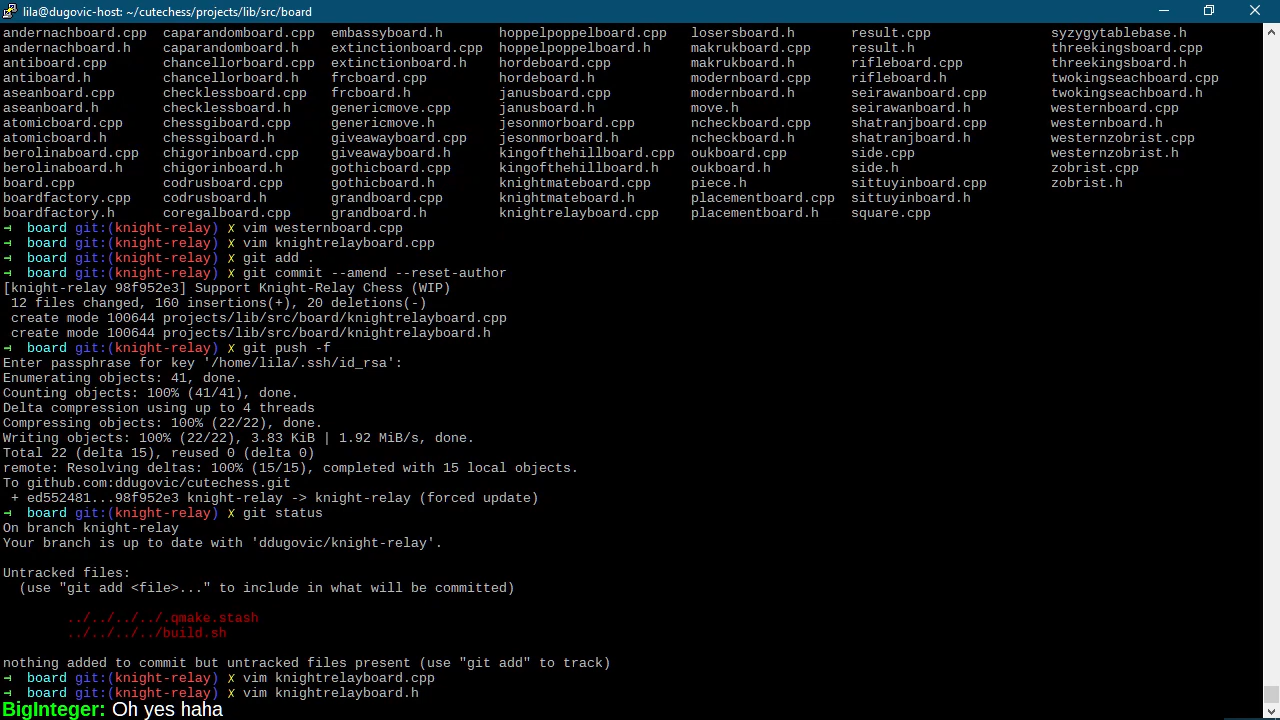 lila@dugovic-host: ~/cutechess/projects/lib/src/board
andernachboard.cpp  caparandomboard.cpp  embassyboard.h       hoppelpoppelboard.cpp   losersboard.h       result.cpp               syzygytablebase.h
andernachboard.h    caparandomboard.h    extinctionboard.cpp  hoppelpoppelboard.h     makrukboard.cpp     result.h                 threekingsboard.cpp
antiboard.cpp       chancellorboard.cpp  extinctionboard.h    hordeboard.cpp          makrukboard.h       rifleboard.cpp           threekingsboard.h
antiboard.h         chancellorboard.h    frcboard.cpp         hordeboard.h            modernboard.cpp     rifleboard.h             twokingseachboard.cpp
aseanboard.cpp      checklessboard.cpp   frcboard.h           janusboard.cpp          modernboard.h       seirawanboard.cpp        twokingseachboard.h
aseanboard.h        checklessboard.h     genericmove.cpp      janusboard.h            move.h              seirawanboard.h          westernboard.cpp
atomicboard.cpp     chessgiboard.cpp     genericmove.h        jesonmorboard.cpp       ncheckboard.cpp     shatranjboard.cpp        westernboard.h
atomicboard.h       chessgiboard.h       giveawayboard.cpp    jesonmorboard.h         ncheckboard.h       shatranjboard.h          westernzobrist.cpp
berolinaboard.cpp   chigorinboard.cpp    giveawayboard.h      kingofthehillboard.cpp  oukboard.cpp        side.cpp                 westernzobrist.h
berolinaboard.h     chigorinboard.h      gothicboard.cpp      kingofthehillboard.h    oukboard.h          side.h                   zobrist.cpp
board.cpp           codrusboard.cpp      gothicboard.h        knightmateboard.cpp     piece.h             sittuyinboard.cpp        zobrist.h
boardfactory.cpp    codrusboard.h        grandboard.cpp       knightmateboard.h       placementboard.cpp  sittuyinboard.h
boardfactory.h      coregalboard.cpp     grandboard.h         knightrelayboard.cpp    placementboard.h    square.cpp
→  board git:(knight-relay) ✗ vim westernboard.cpp
→  board git:(knight-relay) ✗ vim knightrelayboard.cpp
→  board git:(knight-relay) ✗ git add .
→  board git:(knight-relay) ✗ git commit --amend --reset-author
[knight-relay 98f952e3] Support Knight-Relay Chess (WIP)
 12 files changed, 160 insertions(+), 20 deletions(-)
 create mode 100644 projects/lib/src/board/knightrelayboard.cpp
 create mode 100644 projects/lib/src/board/knightrelayboard.h
→  board git:(knight-relay) ✗ git push -f
Enter passphrase for key '/home/lila/.ssh/id_rsa':
Enumerating objects: 41, done.
Counting objects: 100% (41/41), done.
Delta compression using up to 4 threads
Compressing objects: 100% (22/22), done.
Writing objects: 100% (22/22), 3.83 KiB | 1.92 MiB/s, done.
Total 22 (delta 15), reused 0 (delta 0)
remote: Resolving deltas: 100% (15/15), completed with 15 local objects.
To github.com:ddugovic/cutechess.git
 + ed552481...98f952e3 knight-relay -> knight-relay (forced update)
→  board git:(knight-relay) ✗ git status
On branch knight-relay
Your branch is up to date with 'ddugovic/knight-relay'.
Untracked files:
  (use "git add <file>..." to include in what will be committed)
        ../../../../.qmake.stash
        ../../../../build.sh
nothing added to commit but untracked files present (use "git add" to track)
→  board git:(knight-relay) ✗ vim knightrelayboard.cpp
→  board git:(knight-relay) ✗ vim knightrelayboard.h
BigInteger: Oh yes haha